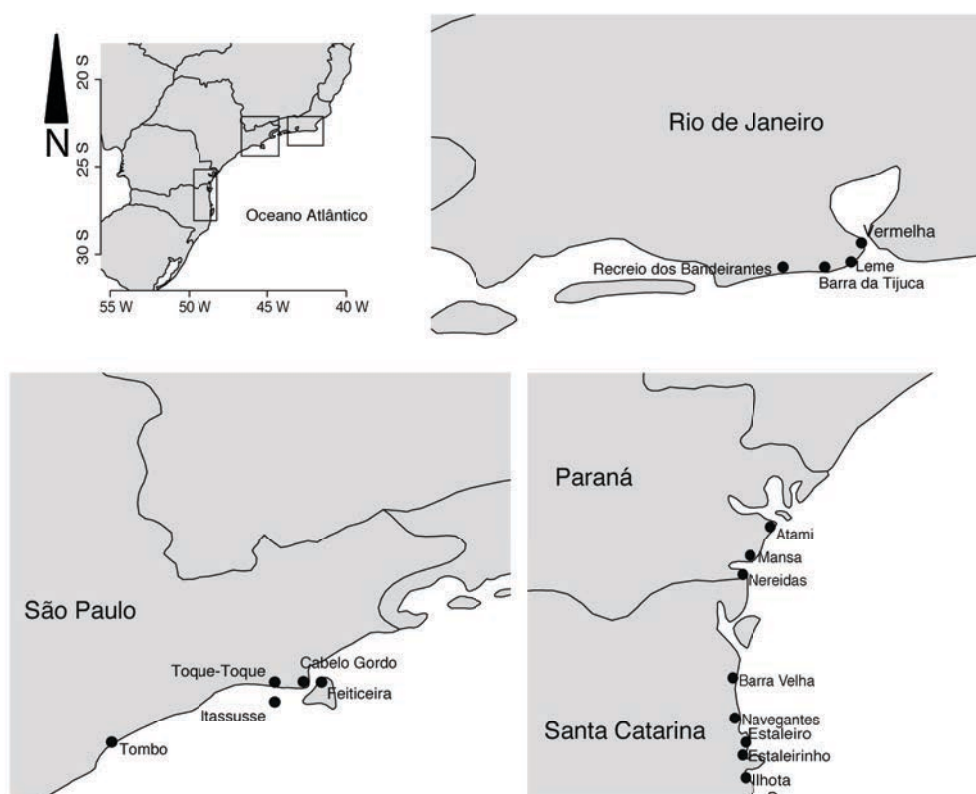 20 S
25 S
30 S
N
Oceano Atlântico
55 W
50 W
45 W
40 W
Rio de Janeiro
Vermelha
Recreio dos Bandeirantes
Leme
Barra da Tijuca
São Paulo
Toque-Toque
Cabelo Gordo
Feiticeira
Itassusse
Tombo
Paraná
Atami
Mansa
Nereidas
Barra Velha
Santa Catarina
Navegantes
Estaleiro
Estaleirinho
Ilhota